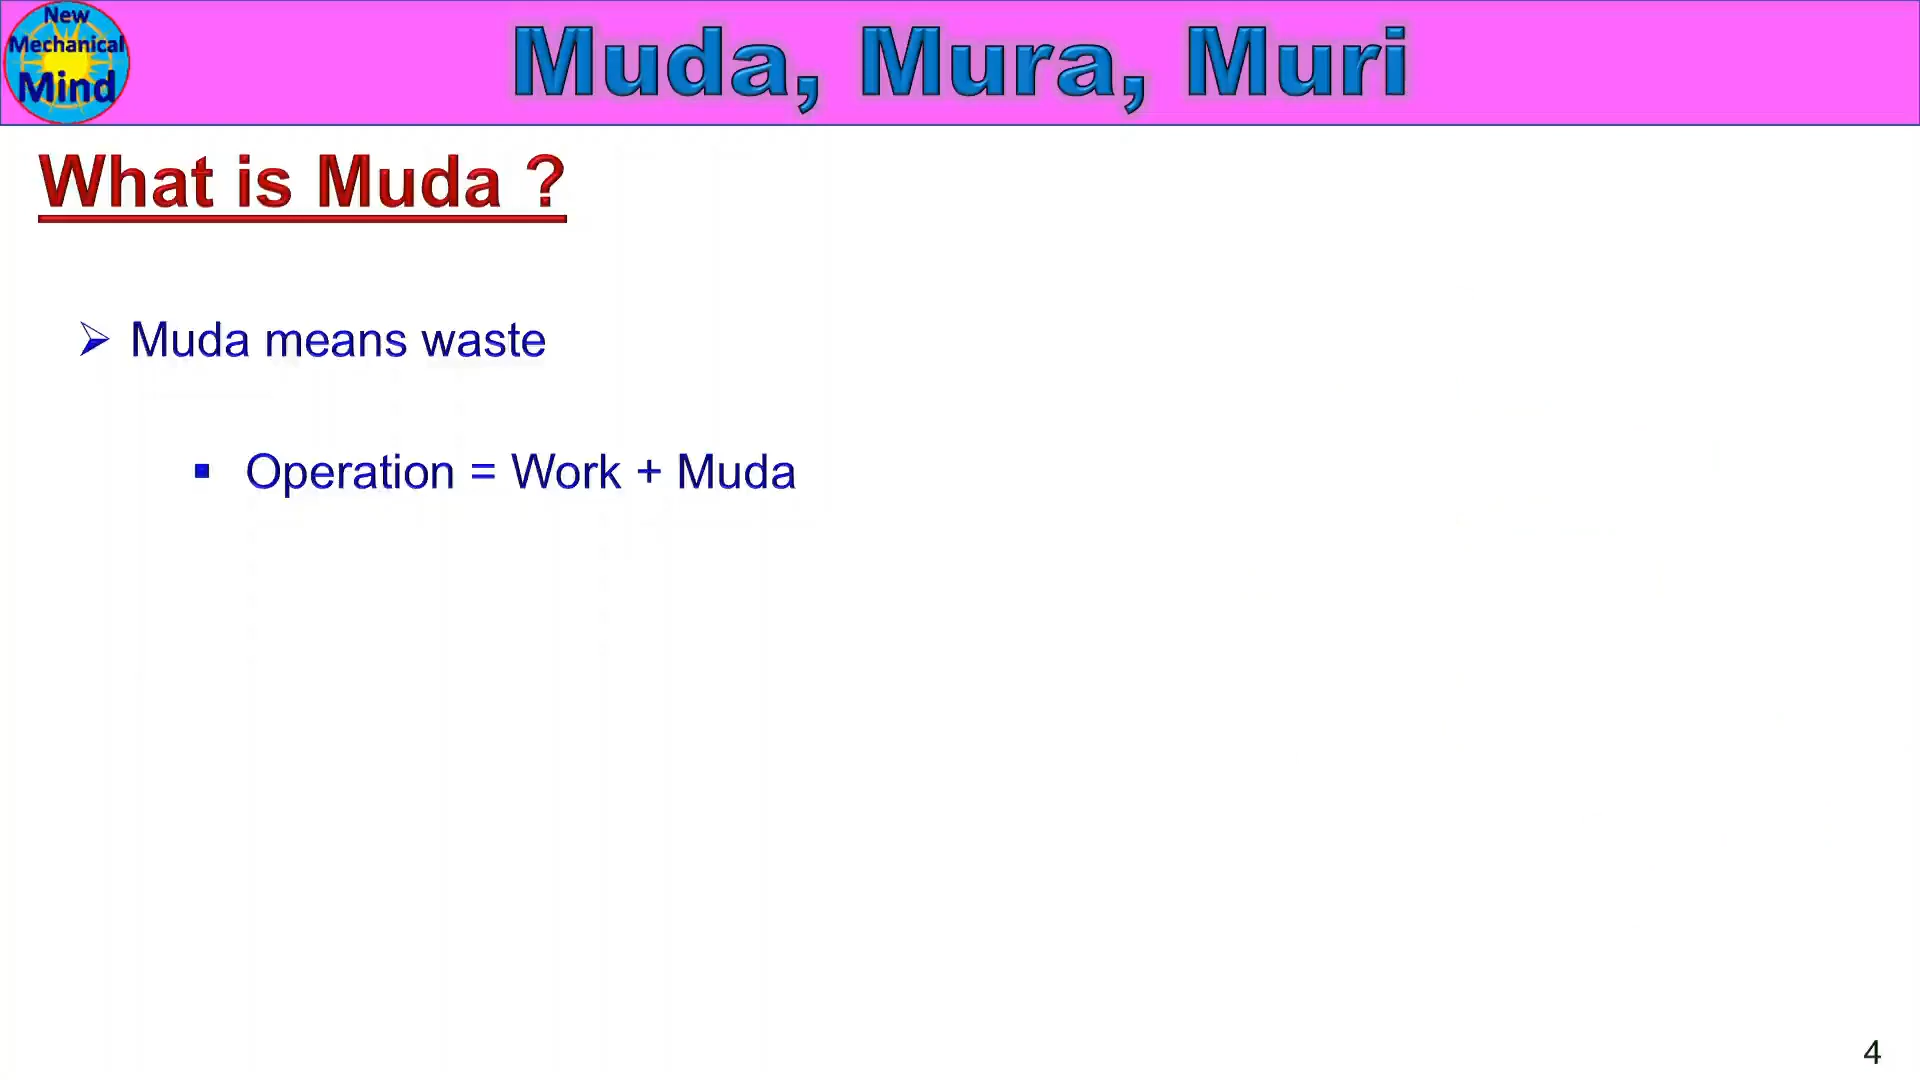 New
Mechanical
Mind
Muda, Mura, Muri
What is Muda ?
➢ Muda means waste
▪ Operation = Work + Muda
4